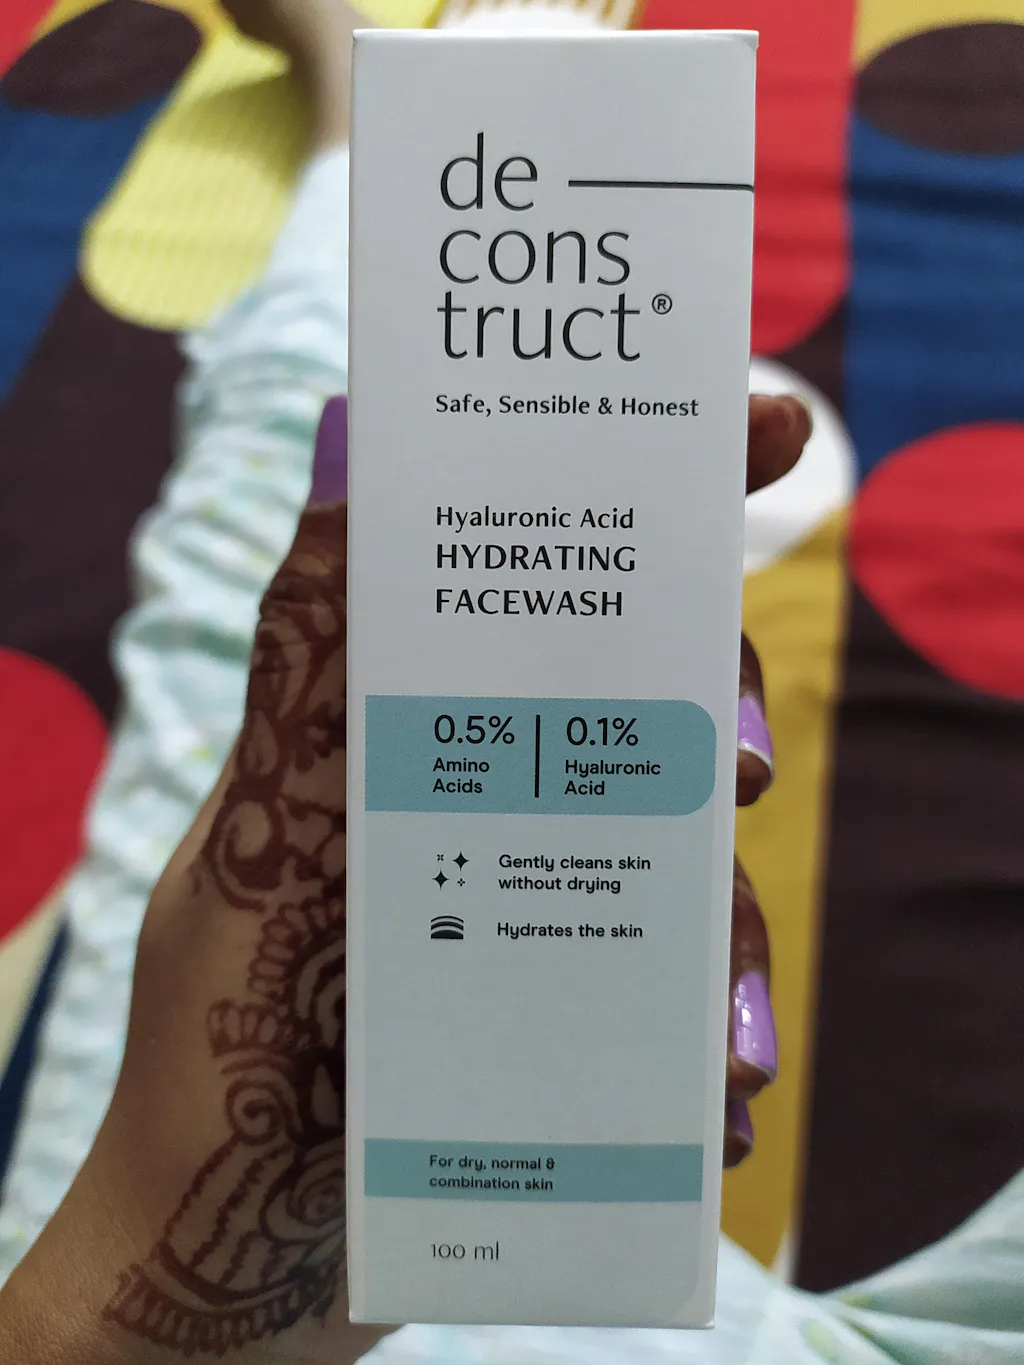 de
cons
truct®
Safe, Sensible & Honest
Hyaluronic Acid
HYDRATING
FACEWASH
0.5%
Amino
Acids
0.1%
Hyaluronic
Acid
Gently cleans skin
without drying
Hydrates the skin
For dry, normal &
combination skin
100 ml